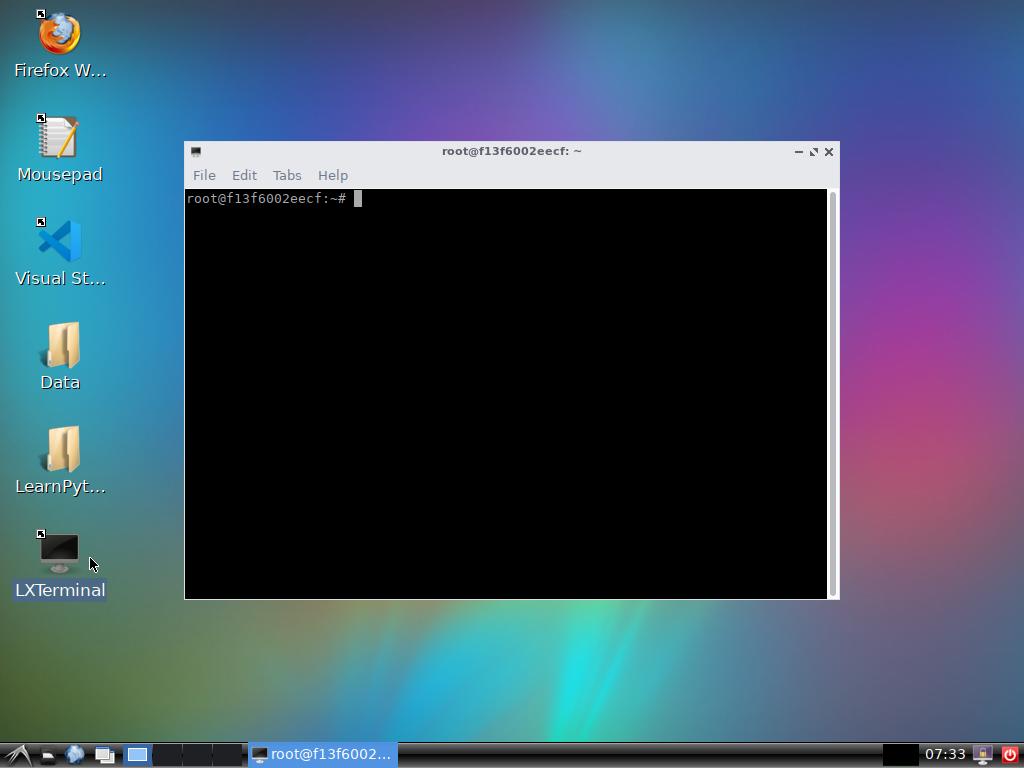 Firefox W...
Mousepad
Visual St...
Data
LearnPyt...
LXTerminal
root@f13f6002eecf: ~
File Edit Tabs Help
root@f13f6002eecf:~#
root@f13f6002...
07:33